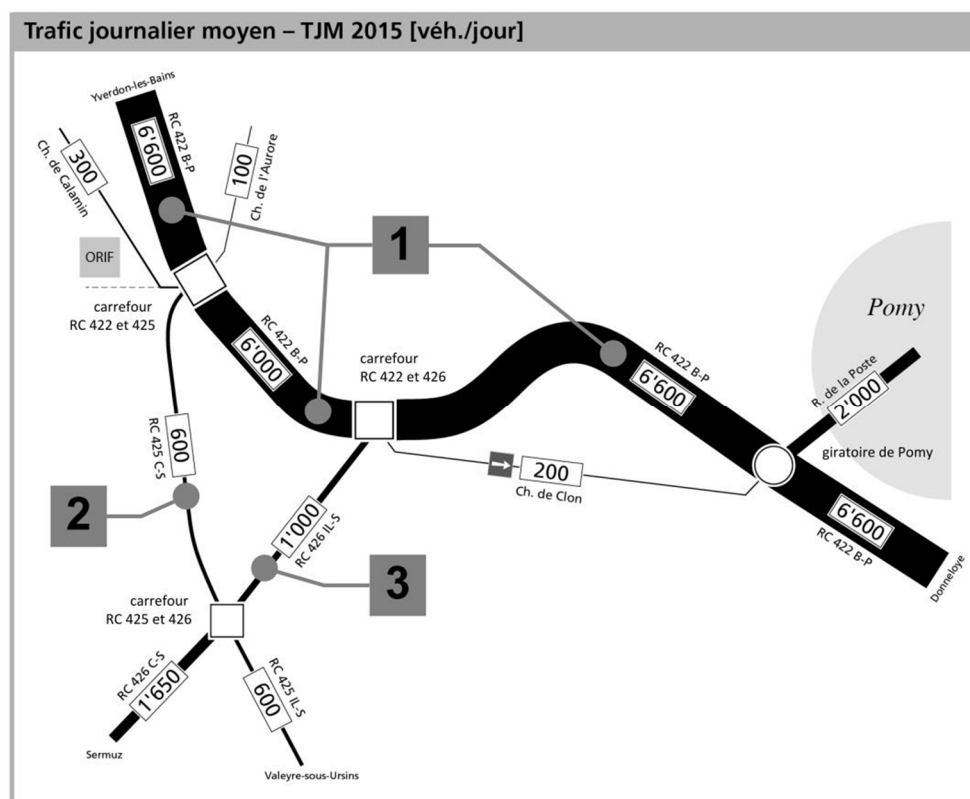 Trafic journalier moyen – TJM 2015 [véh./jour]
Yverdon-les-Bains
RC 422 B-P
6'600
Ch. de Calamin
300
100
Ch. de l'Aurore
1
ORIF
carrefour
RC 422 et 425
Pomy
RC 422 B-P
6'000
carrefour
RC 422 et 426
RC 422 B-P
6'600
R. de la Poste
2'000
giratoire de Pomy
RC 425 C-S
600
200
Ch. de Clon
2
1'000
RC 426 IL-S
6'600
RC 422 B-P
Donneloye
3
carrefour
RC 425 et 426
RC 426 C-S
1'650
RC 425 IL-S
600
Sermuz
Valeyre-sous-Ursins